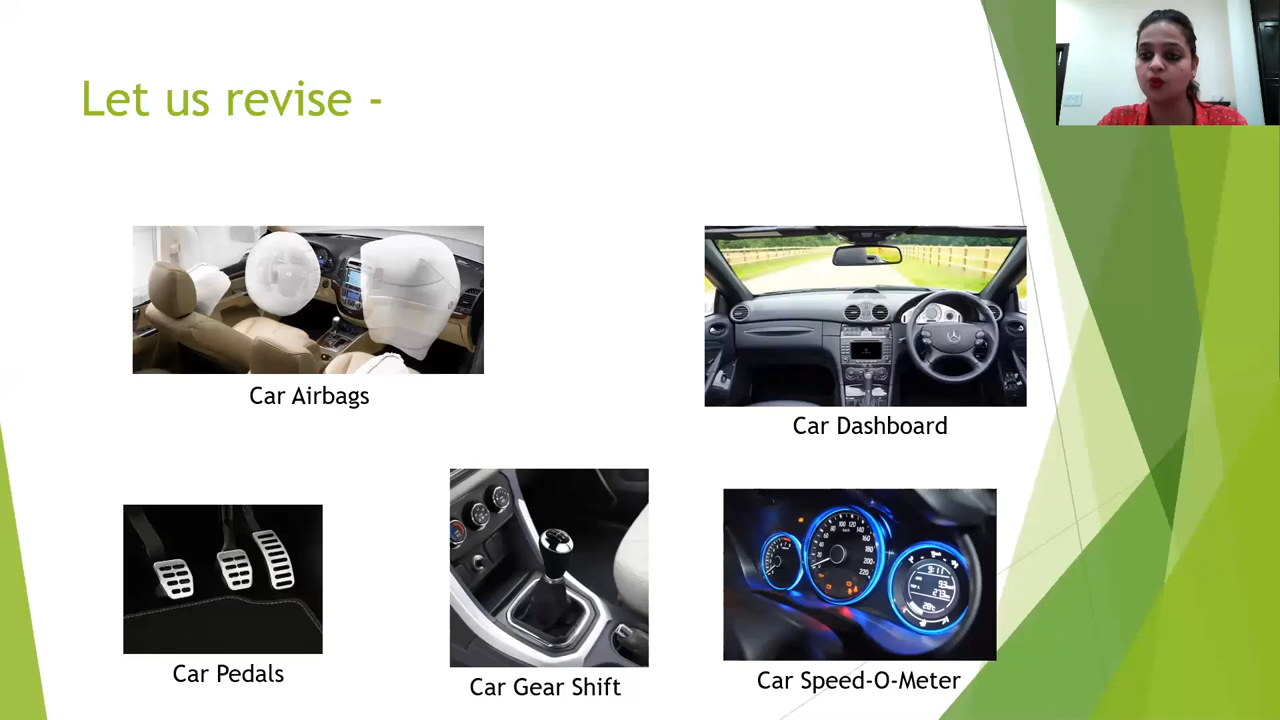 Let us revise -
Car Airbags
Car Dashboard
Car Pedals
Car Gear Shift
Car Speed-O-Meter